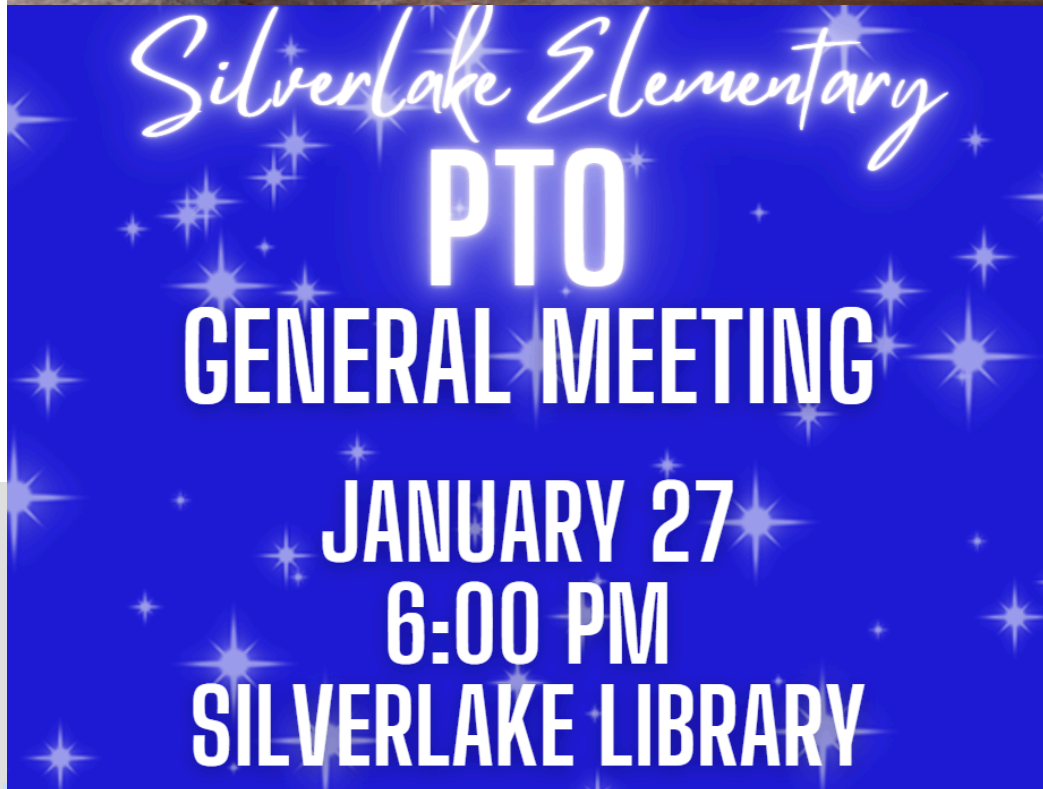 Silverlake Elementary
PTO
GENERAL MEETING
JANUARY 27
6:00 PM
SILVERLAKE LIBRARY